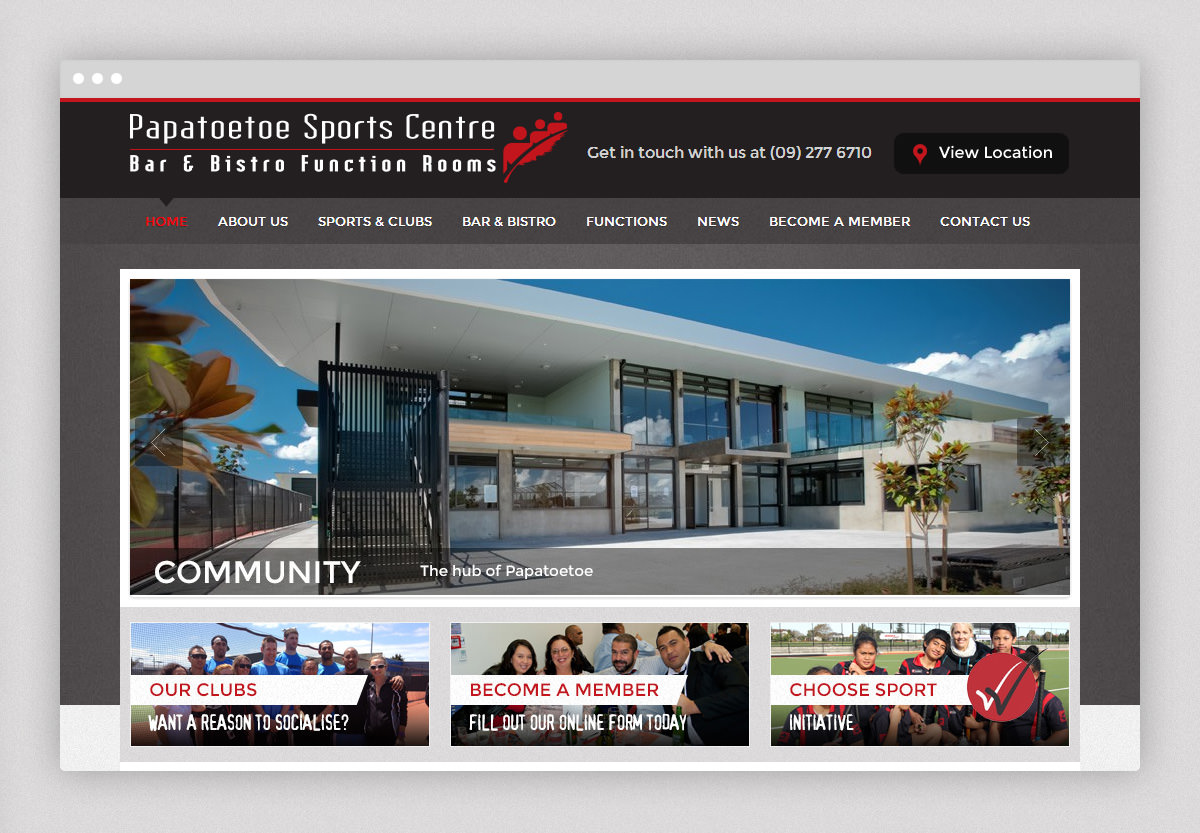 Papatoetoe Sports Centre
Bar & Bistro Function Rooms
Get in touch with us at (09) 277 6710
View Location
HOME
ABOUT US
SPORTS & CLUBS
BAR & BISTRO
FUNCTIONS
NEWS
BECOME A MEMBER
CONTACT US
COMMUNITY
The hub of Papatoetoe
OUR CLUBS
WANT A REASON TO SOCIALISE?
BECOME A MEMBER
FILL OUT OUR ONLINE FORM TODAY
CHOOSE SPORT
INITIATIVE